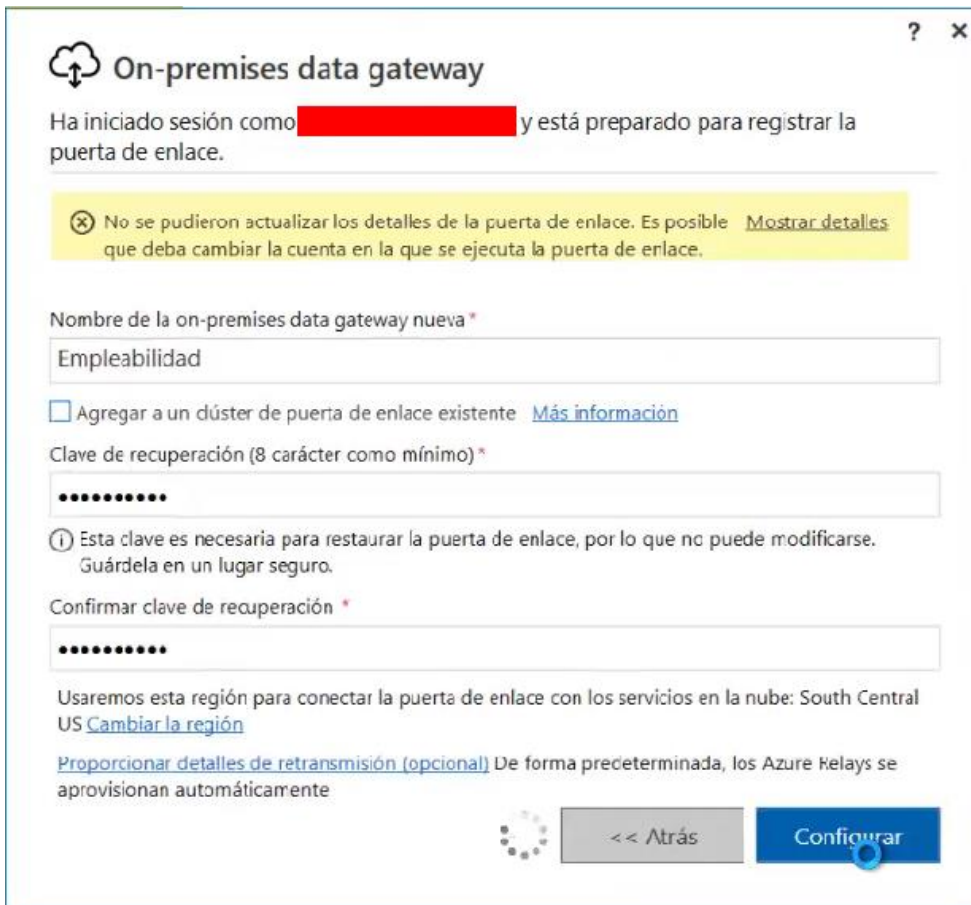 ? ×
On-premises data gateway
Ha iniciado sesión como y está preparado para registrar la
puerta de enlace.
No se pudieron actualizar los detalles de la puerta de enlace. Es posible Mostrar detalles
que deba cambiar la cuenta en la que se ejecuta la puerta de enlace.
Nombre de la on-premises data gateway nueva *
Empleabilidad
Agregar a un clúster de puerta de enlace existente Más información
Clave de recuperación (8 carácter como mínimo) *
••••••••••
Esta clave es necesaria para restaurar la puerta de enlace, por lo que no puede modificarse.
Guárdela en un lugar seguro.
Confirmar clave de recuperación *
••••••••••
Usaremos esta región para conectar la puerta de enlace con los servicios en la nube: South Central
US Cambiar la región
Proporcionar detalles de retransmisión (opcional) De forma predeterminada, los Azure Relays se
aprovisionan automáticamente
<< Atrás Configurar